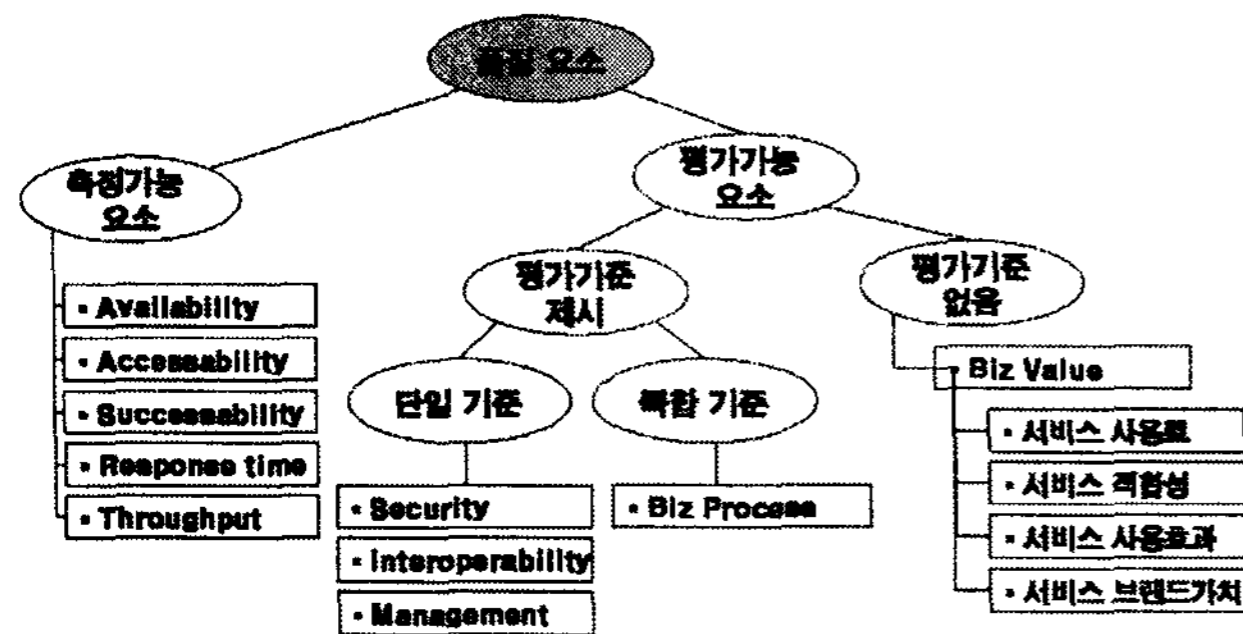 품질 요소
측정가능
요소
평가가능
요소
평가기준
제시
평가기준
없음
단일 기준
복합 기준
▪ Availability
▪ Accessability
▪ Successability
▪ Response time
▪ Throughput
▪ Security
▪ Interoperability
▪ Management
▪ Biz Process
▪ Biz Value
▪ 서비스 사용료
▪ 서비스 적합성
▪ 서비스 사용효과
▪ 서비스 브랜드가치